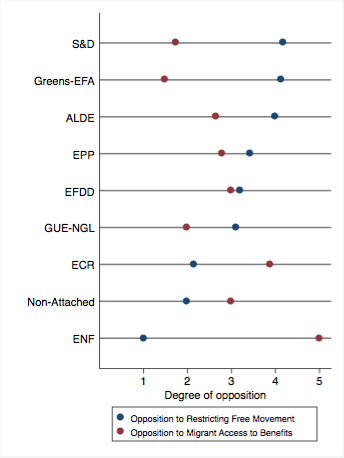 S&D
Greens-EFA
ALDE
EPP
EFDD
GUE-NGL
ECR
Non-Attached
ENF
1 2 3 4 5
Degree of opposition
Opposition to Restricting Free Movement
Opposition to Migrant Access to Benefits